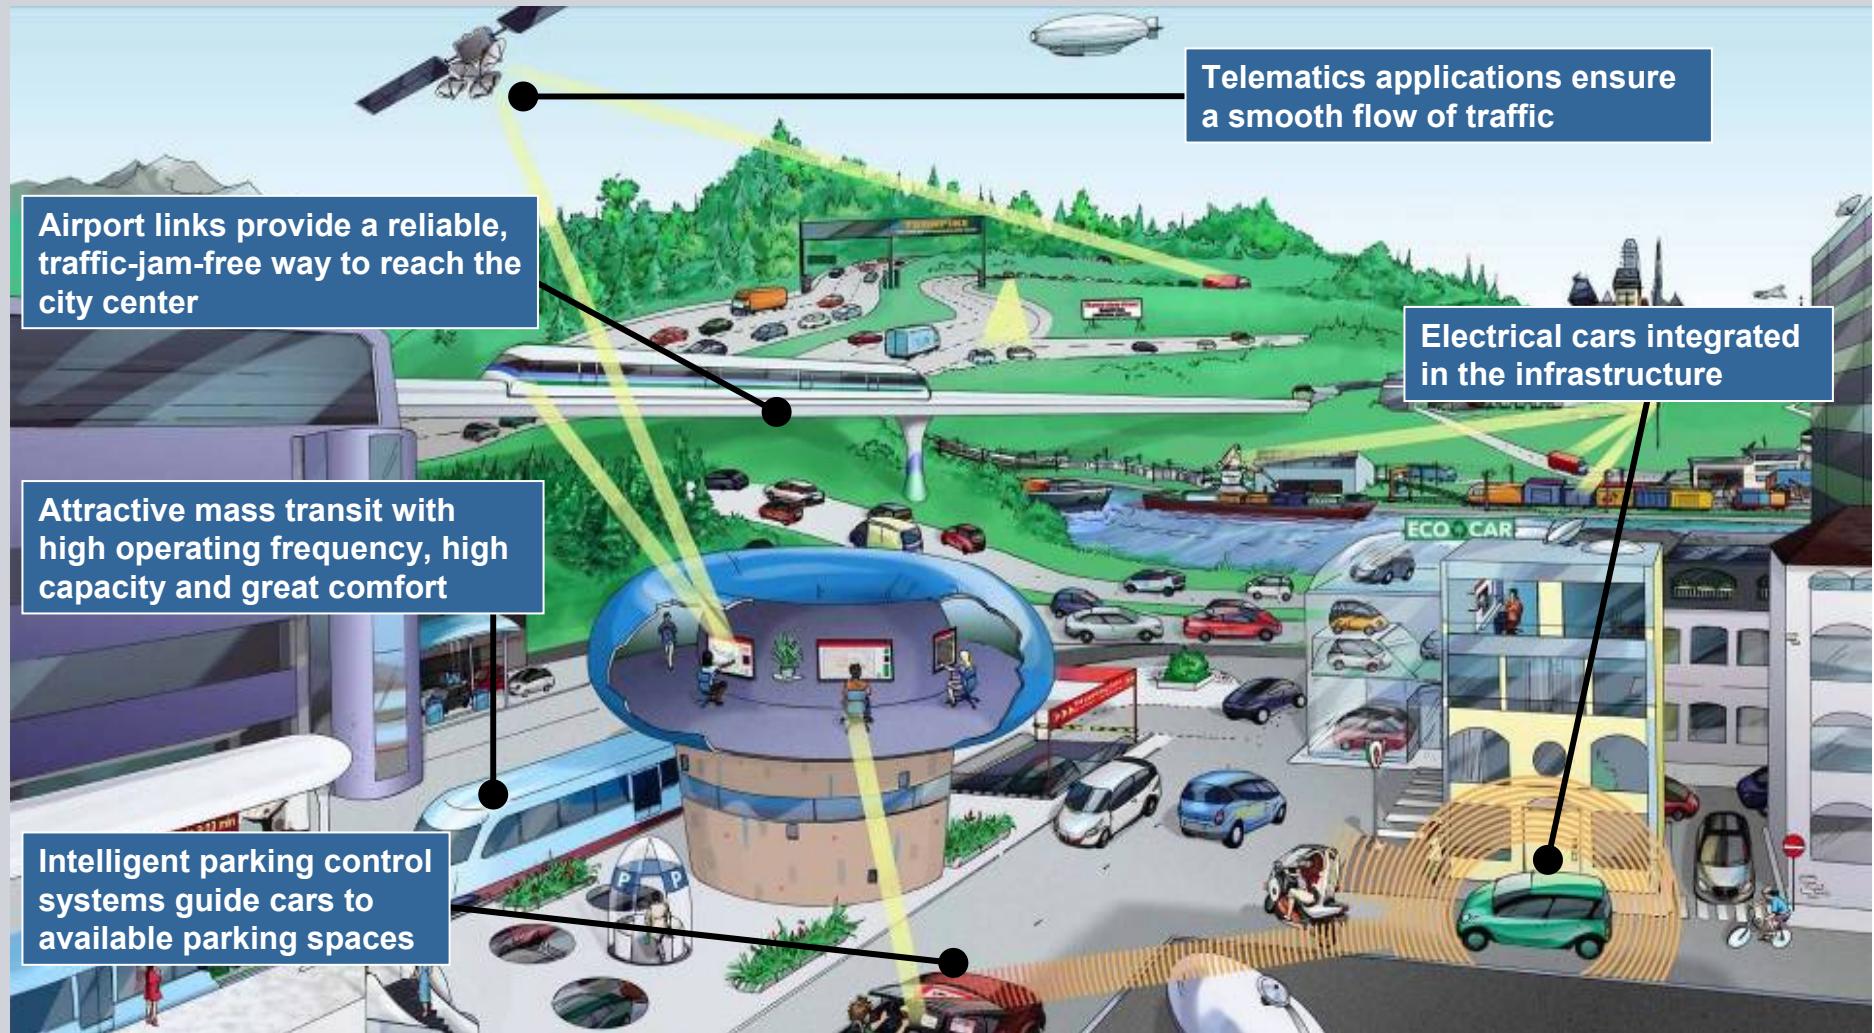 Telematics applications ensure
a smooth flow of traffic
Airport links provide a reliable,
traffic-jam-free way to reach the
city center
TURNPIKE
Electrical cars integrated
in the infrastructure
Attractive mass transit with
high operating frequency, high
capacity and great comfort
ECO CAR
Intelligent parking control
systems guide cars to
available parking spaces
P P